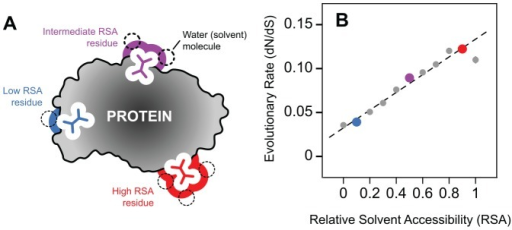 A
Intermediate RSA
residue
Water (solvent)
molecule
Low RSA
residue
PROTEIN
High RSA
residue
B
Evolutionary Rate (dN/dS)
0.15
0.10
0.05
0
0 0.2 0.4 0.6 0.8 1
Relative Solvent Accessibility (RSA)